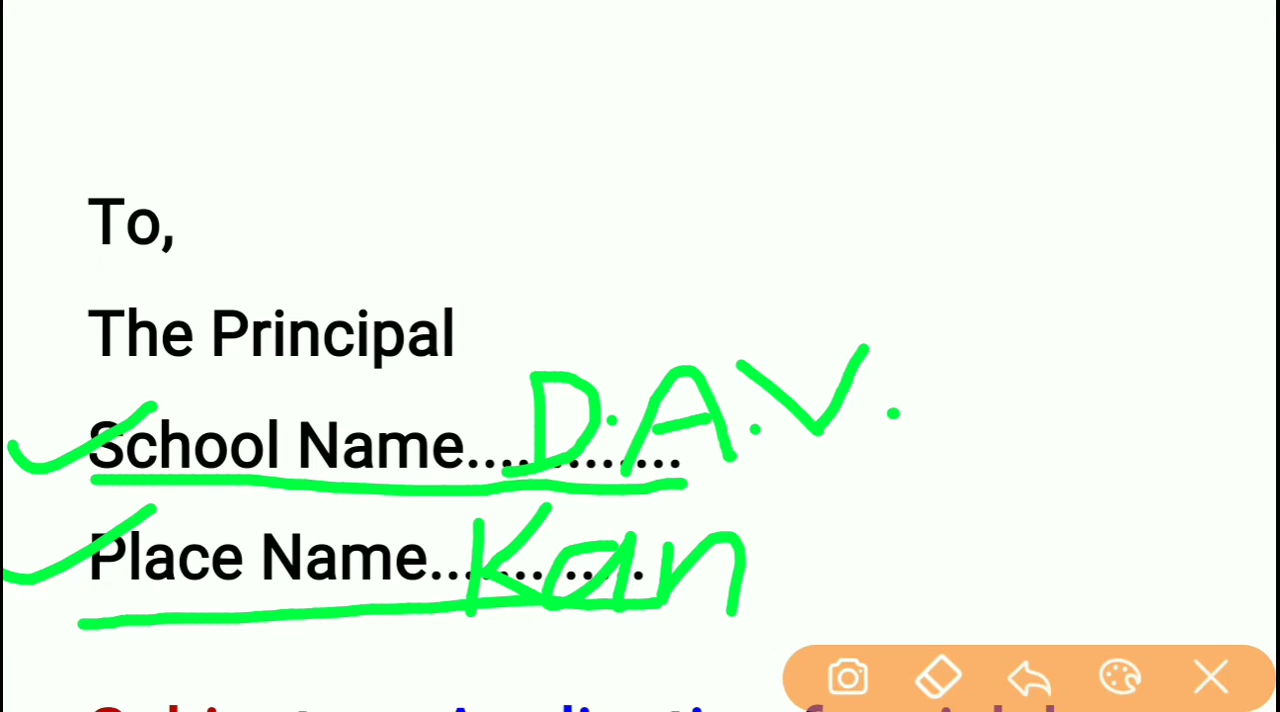 To,
The Principal
School Name............. D.A.V.
Place Name............. Kan